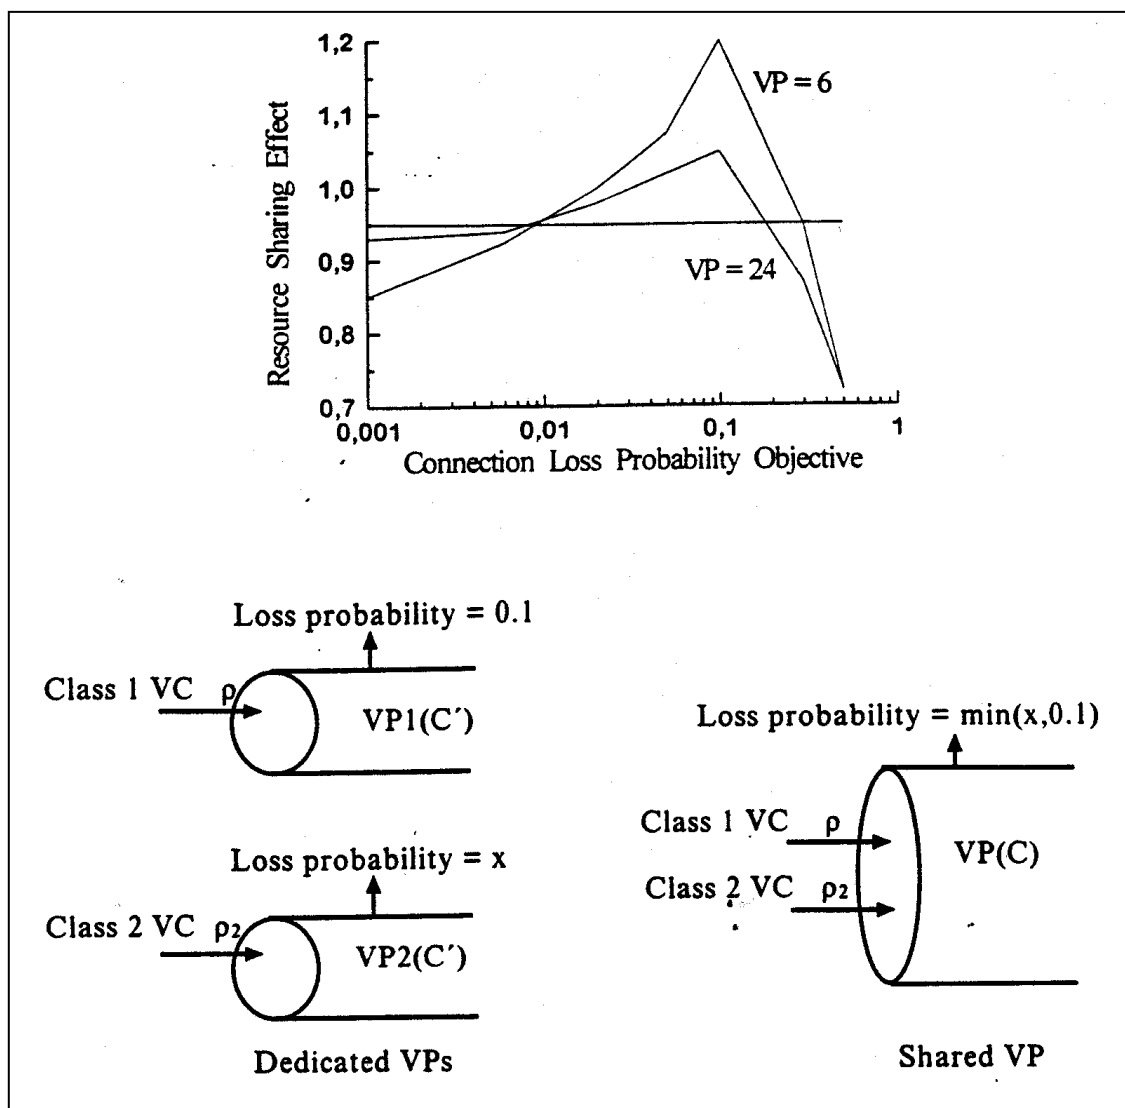 Resource Sharing Effect
1,2
1,1
1,0
0,9
0,8
0,7
VP = 6
VP = 24
0,001
0,01
0,1
1
Connection Loss Probability Objective
Loss probability = 0.1
Class 1 VC ρ
VP1(C´)
Loss probability = x
Class 2 VC ρ2
VP2(C´)
Dedicated VPs
Loss probability = min(x,0.1)
Class 1 VC ρ
Class 2 VC ρ2
VP(C)
Shared VP